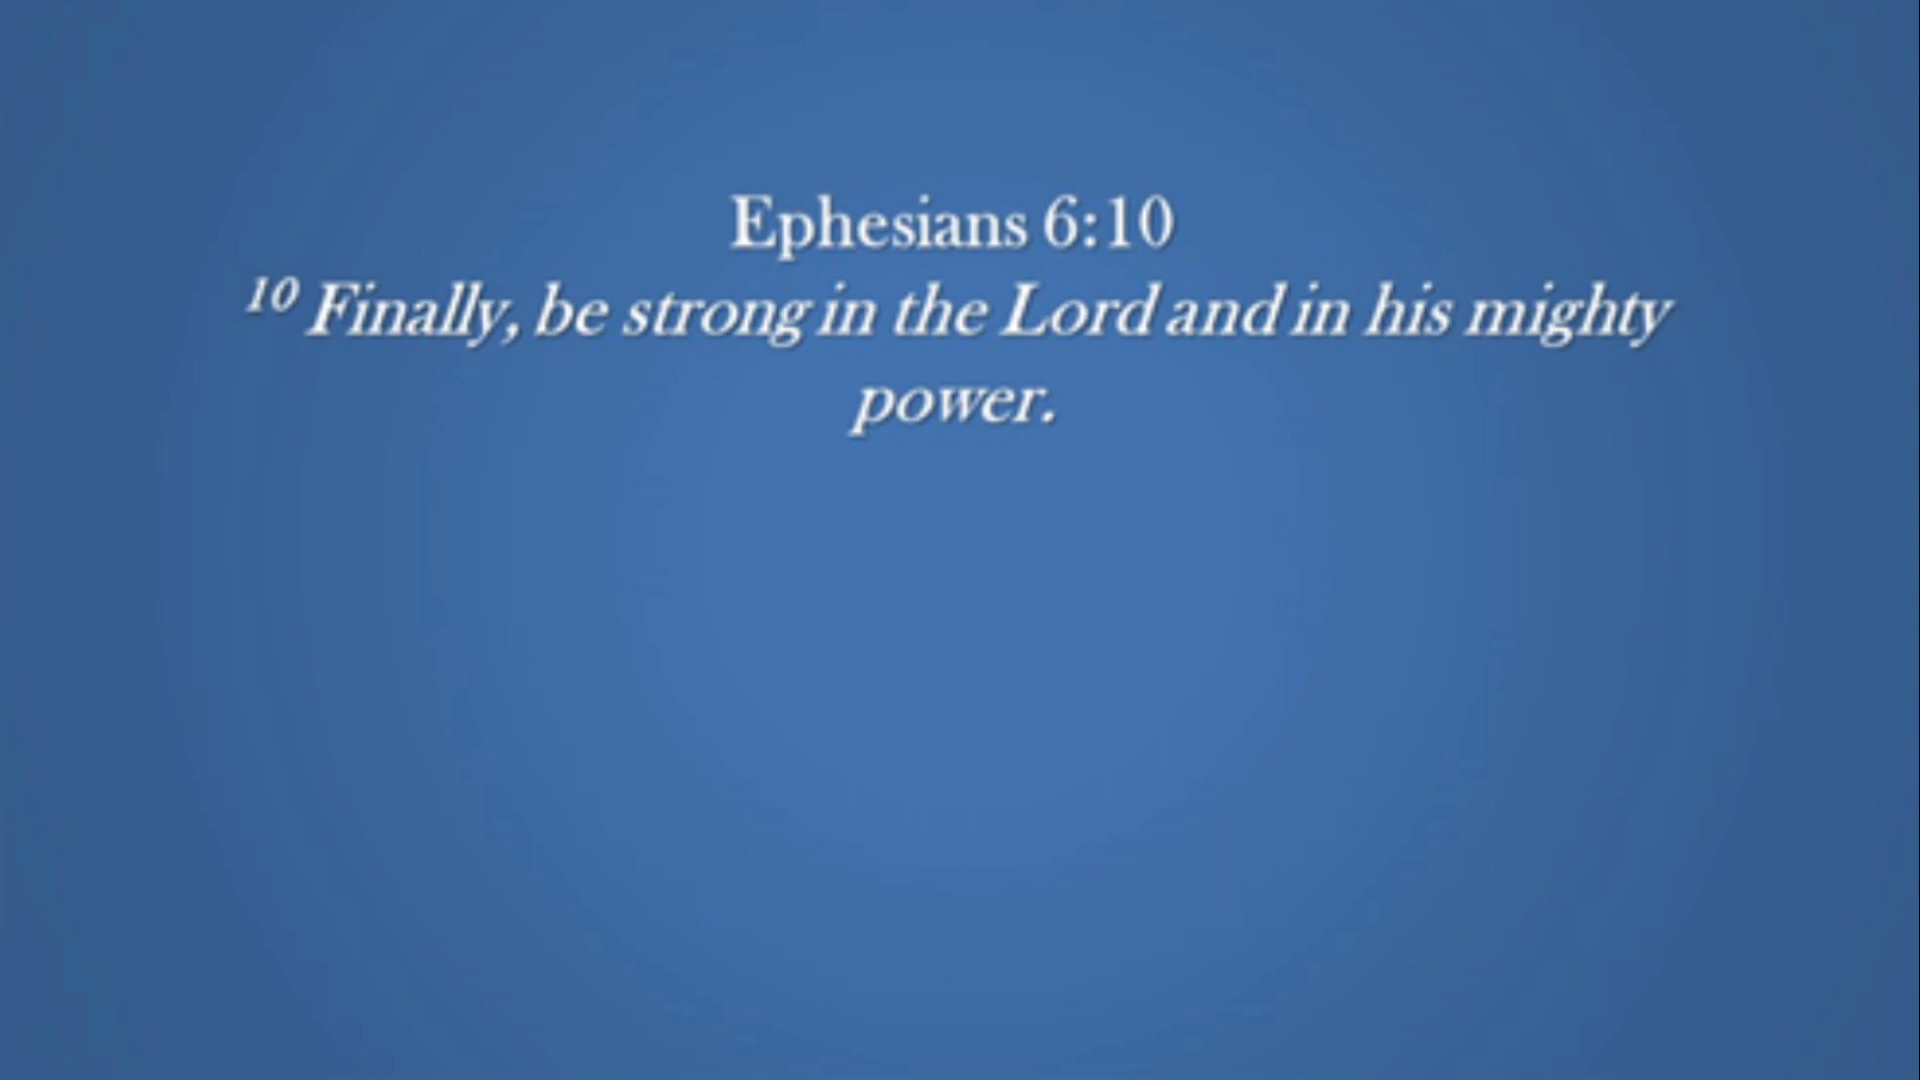 Ephesians 6:10
10 Finally, be strong in the Lord and in his mighty
power.